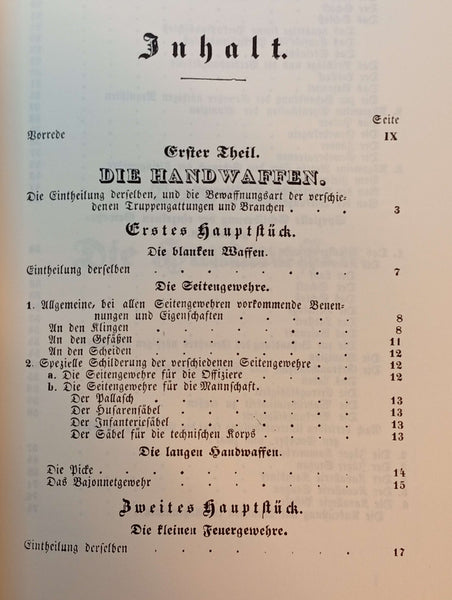 Inhalt.
Seite
Vorrede IX
Erster Theil.
DIE HANDWAFFEN.
Die Eintheilung derselben, und die Bewaffnungsart der verschie-
denen Truppengattungen und Branchen . . . 3
Erstes Hauptstück.
Die blanken Waffen.
Eintheilung derselben . . . . . . . 7
Die Seitengewehre.
1. Allgemeine, bei allen Seitengewehren vorkommende Benen-
nungen und Eigenschaften . . . . . 8
An den Klingen . . . . . . . 8
An den Gefäßen . . . . . . . 11
An den Scheiden . . . . . . . 12
2. Spezielle Schilderung der verschiedenen Seitengewehre . . 12
a. Die Seitengewehre für die Offiziere . . . 12
b. Die Seitengewehre für die Mannschaft.
Der Pallasch . . . . . . 13
Der Husarensäbel . . . . . 13
Der Infanteriesäbel . . . . . 13
Der Säbel für die technischen Korps . . . 13
Die langen Handwaffen.
Die Picke . . . . . . . . 14
Das Bajonnetgewehr . . . . . . 15
Zweites Hauptstück.
Die kleinen Feuergewehre.
Eintheilung derselben . . . . . . 17